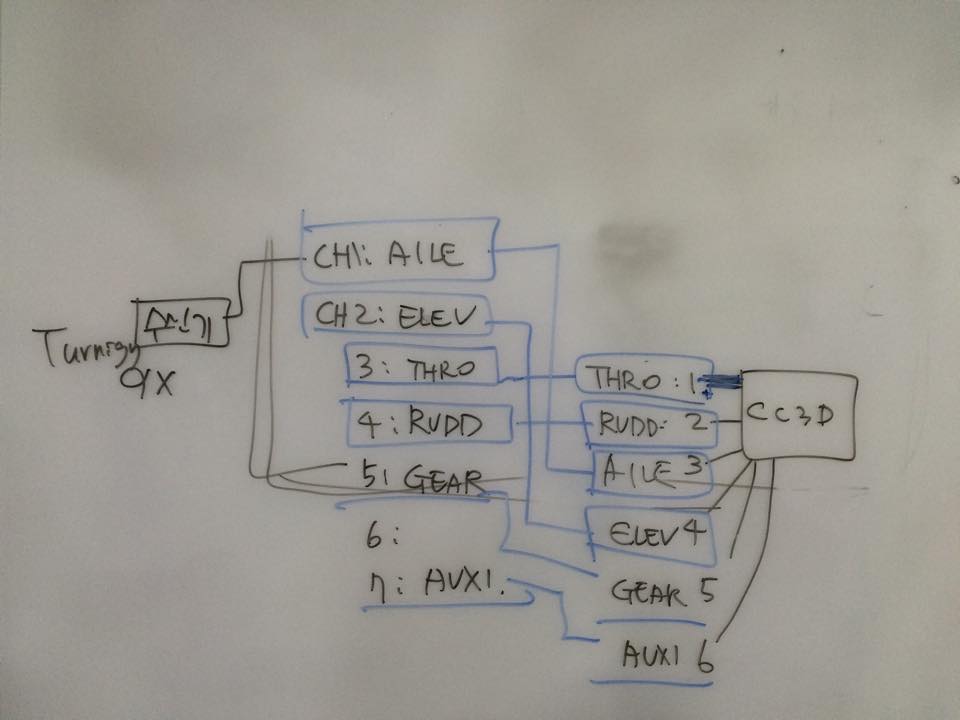 Turnigy
9X
수신기
CH1: AILE
CH2: ELEV
3: THRO
4: RUDD
5: GEAR
6:
7: AUX1.
THRO: 1
RUDD: 2
AILE 3
ELEV 4
GEAR 5
AUX1 6
CC3D